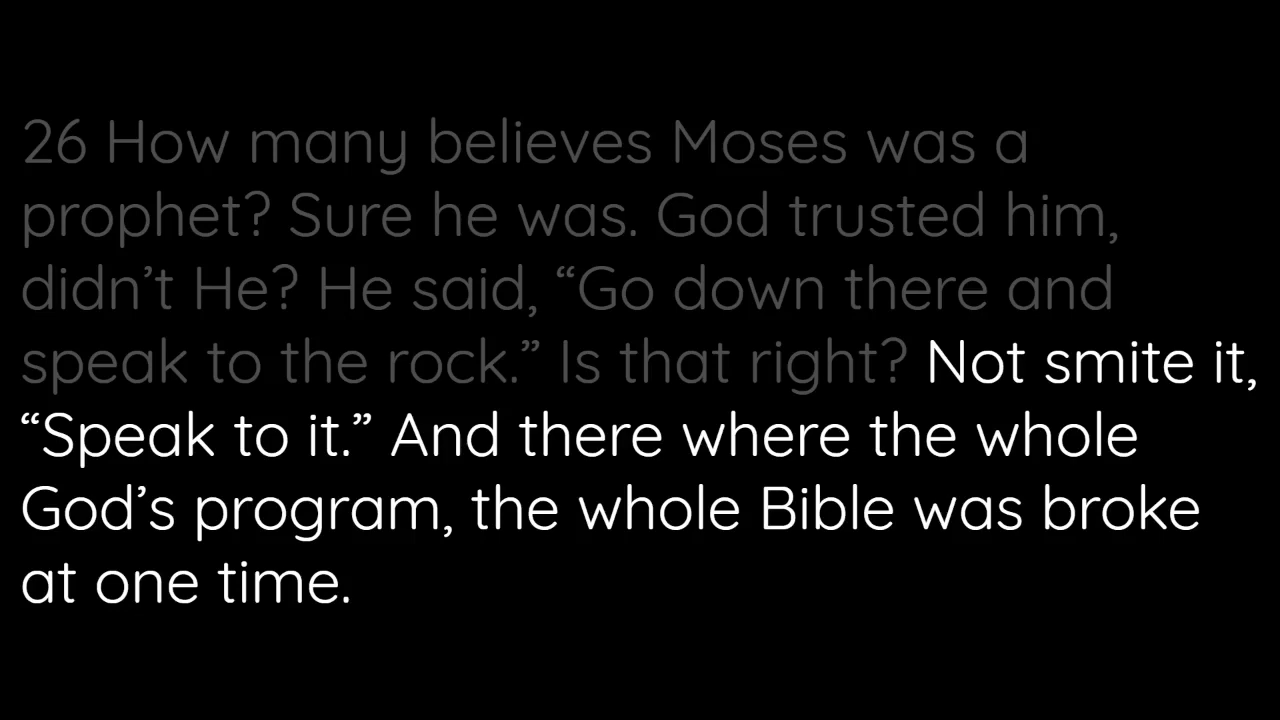 26 How many believes Moses was a
prophet? Sure he was. God trusted him,
didn’t He? He said, “Go down there and
speak to the rock.” Is that right? Not smite it,
“Speak to it.” And there where the whole
God’s program, the whole Bible was broke
at one time.